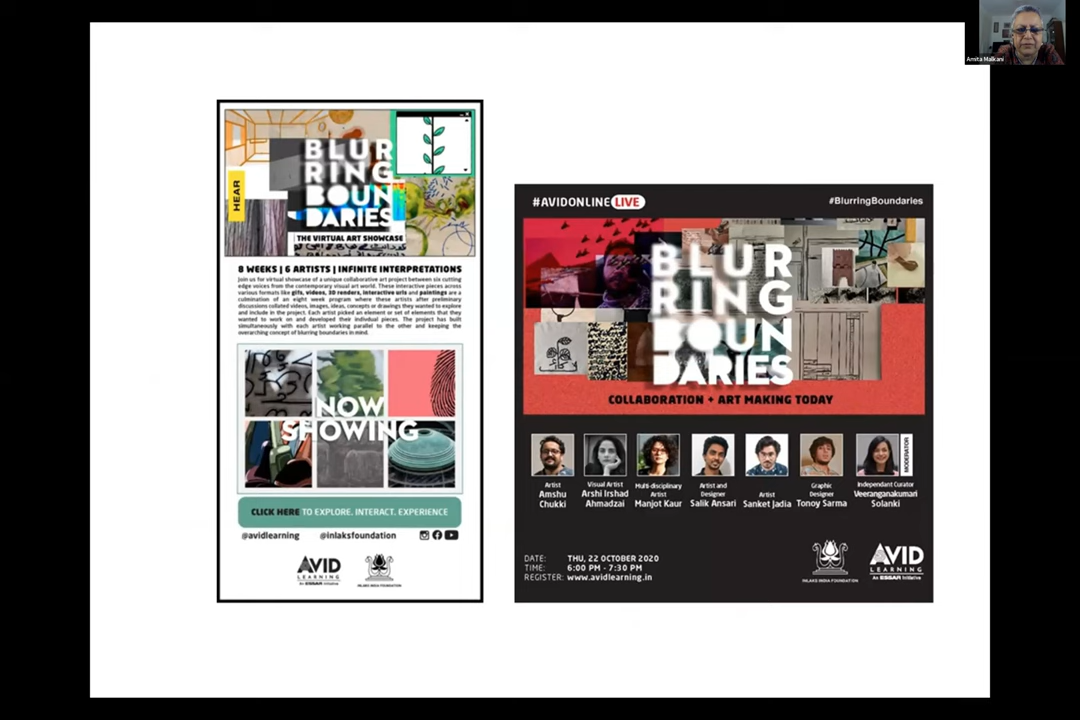 Amita Malkani
BLUR
RING
BOUN
DARIES
HEAR
THE VIRTUAL ART SHOWCASE
8 WEEKS | 6 ARTISTS | INFINITE INTERPRETATIONS
Join us for virtual showcase of a unique collaborative art project between six cutting
edge voices from the contemporary visual art world. These interactive pieces across
various formats like gifs, videos, 3D renders, interactive urls and paintings are a
culmination of an eight week program where these artists after preliminary
discussions collated videos, images, ideas, concepts or drawings they wanted to explore
and include in the project. Each artist picked an element or set of elements that they
wanted to work on and developed their individual pieces. The project has built
simultaneously with each artist working parallel to the other and keeping the
overarching concept of blurring boundaries in mind.
NOW
SHOWING
CLICK HERE TO EXPLORE. INTERACT. EXPERIENCE
@avidlearning @inlaksfoundation
AVID
LEARNING
An ESSAR Initiative
INLAKS INDIA FOUNDATION
#AVIDONLINE LIVE
#BlurringBoundaries
BLUR
RING
BOUN
DARIES
COLLABORATION + ART MAKING TODAY
Artist
Amshu
Chukki
Visual Artist
Arshi Irshad
Ahmadzai
Multi-disciplinary
Artist
Manjot Kaur
Artist and
Designer
Salik Ansari
Artist
Sanket Jadia
Graphic
Designer
Tonoy Sarma
MODERATOR
Independant Curator
Veeranganakumari
Solanki
DATE: THU, 22 OCTOBER 2020
TIME: 6:00 PM - 7:30 PM
REGISTER: www.avidlearning.in
INLAKS INDIA FOUNDATION
AVID
LEARNING
An ESSAR Initiative